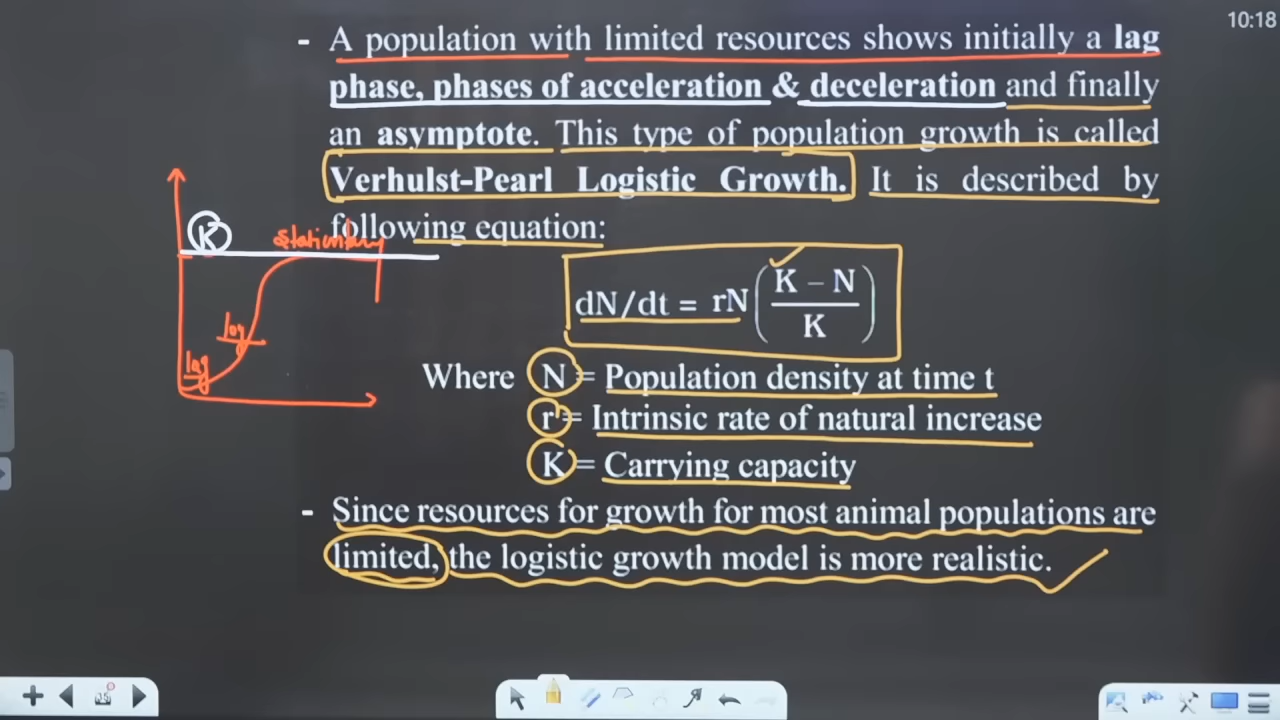 10:18
- A population with limited resources shows initially a lag
phase, phases of acceleration & deceleration and finally
an asymptote. This type of population growth is called
Verhulst-Pearl Logistic Growth. It is described by
following equation:
K
stationary
log
lag
dN/dt = rN (K – N / K)
Where N = Population density at time t
r = Intrinsic rate of natural increase
K = Carrying capacity
- Since resources for growth for most animal populations are
limited, the logistic growth model is more realistic.